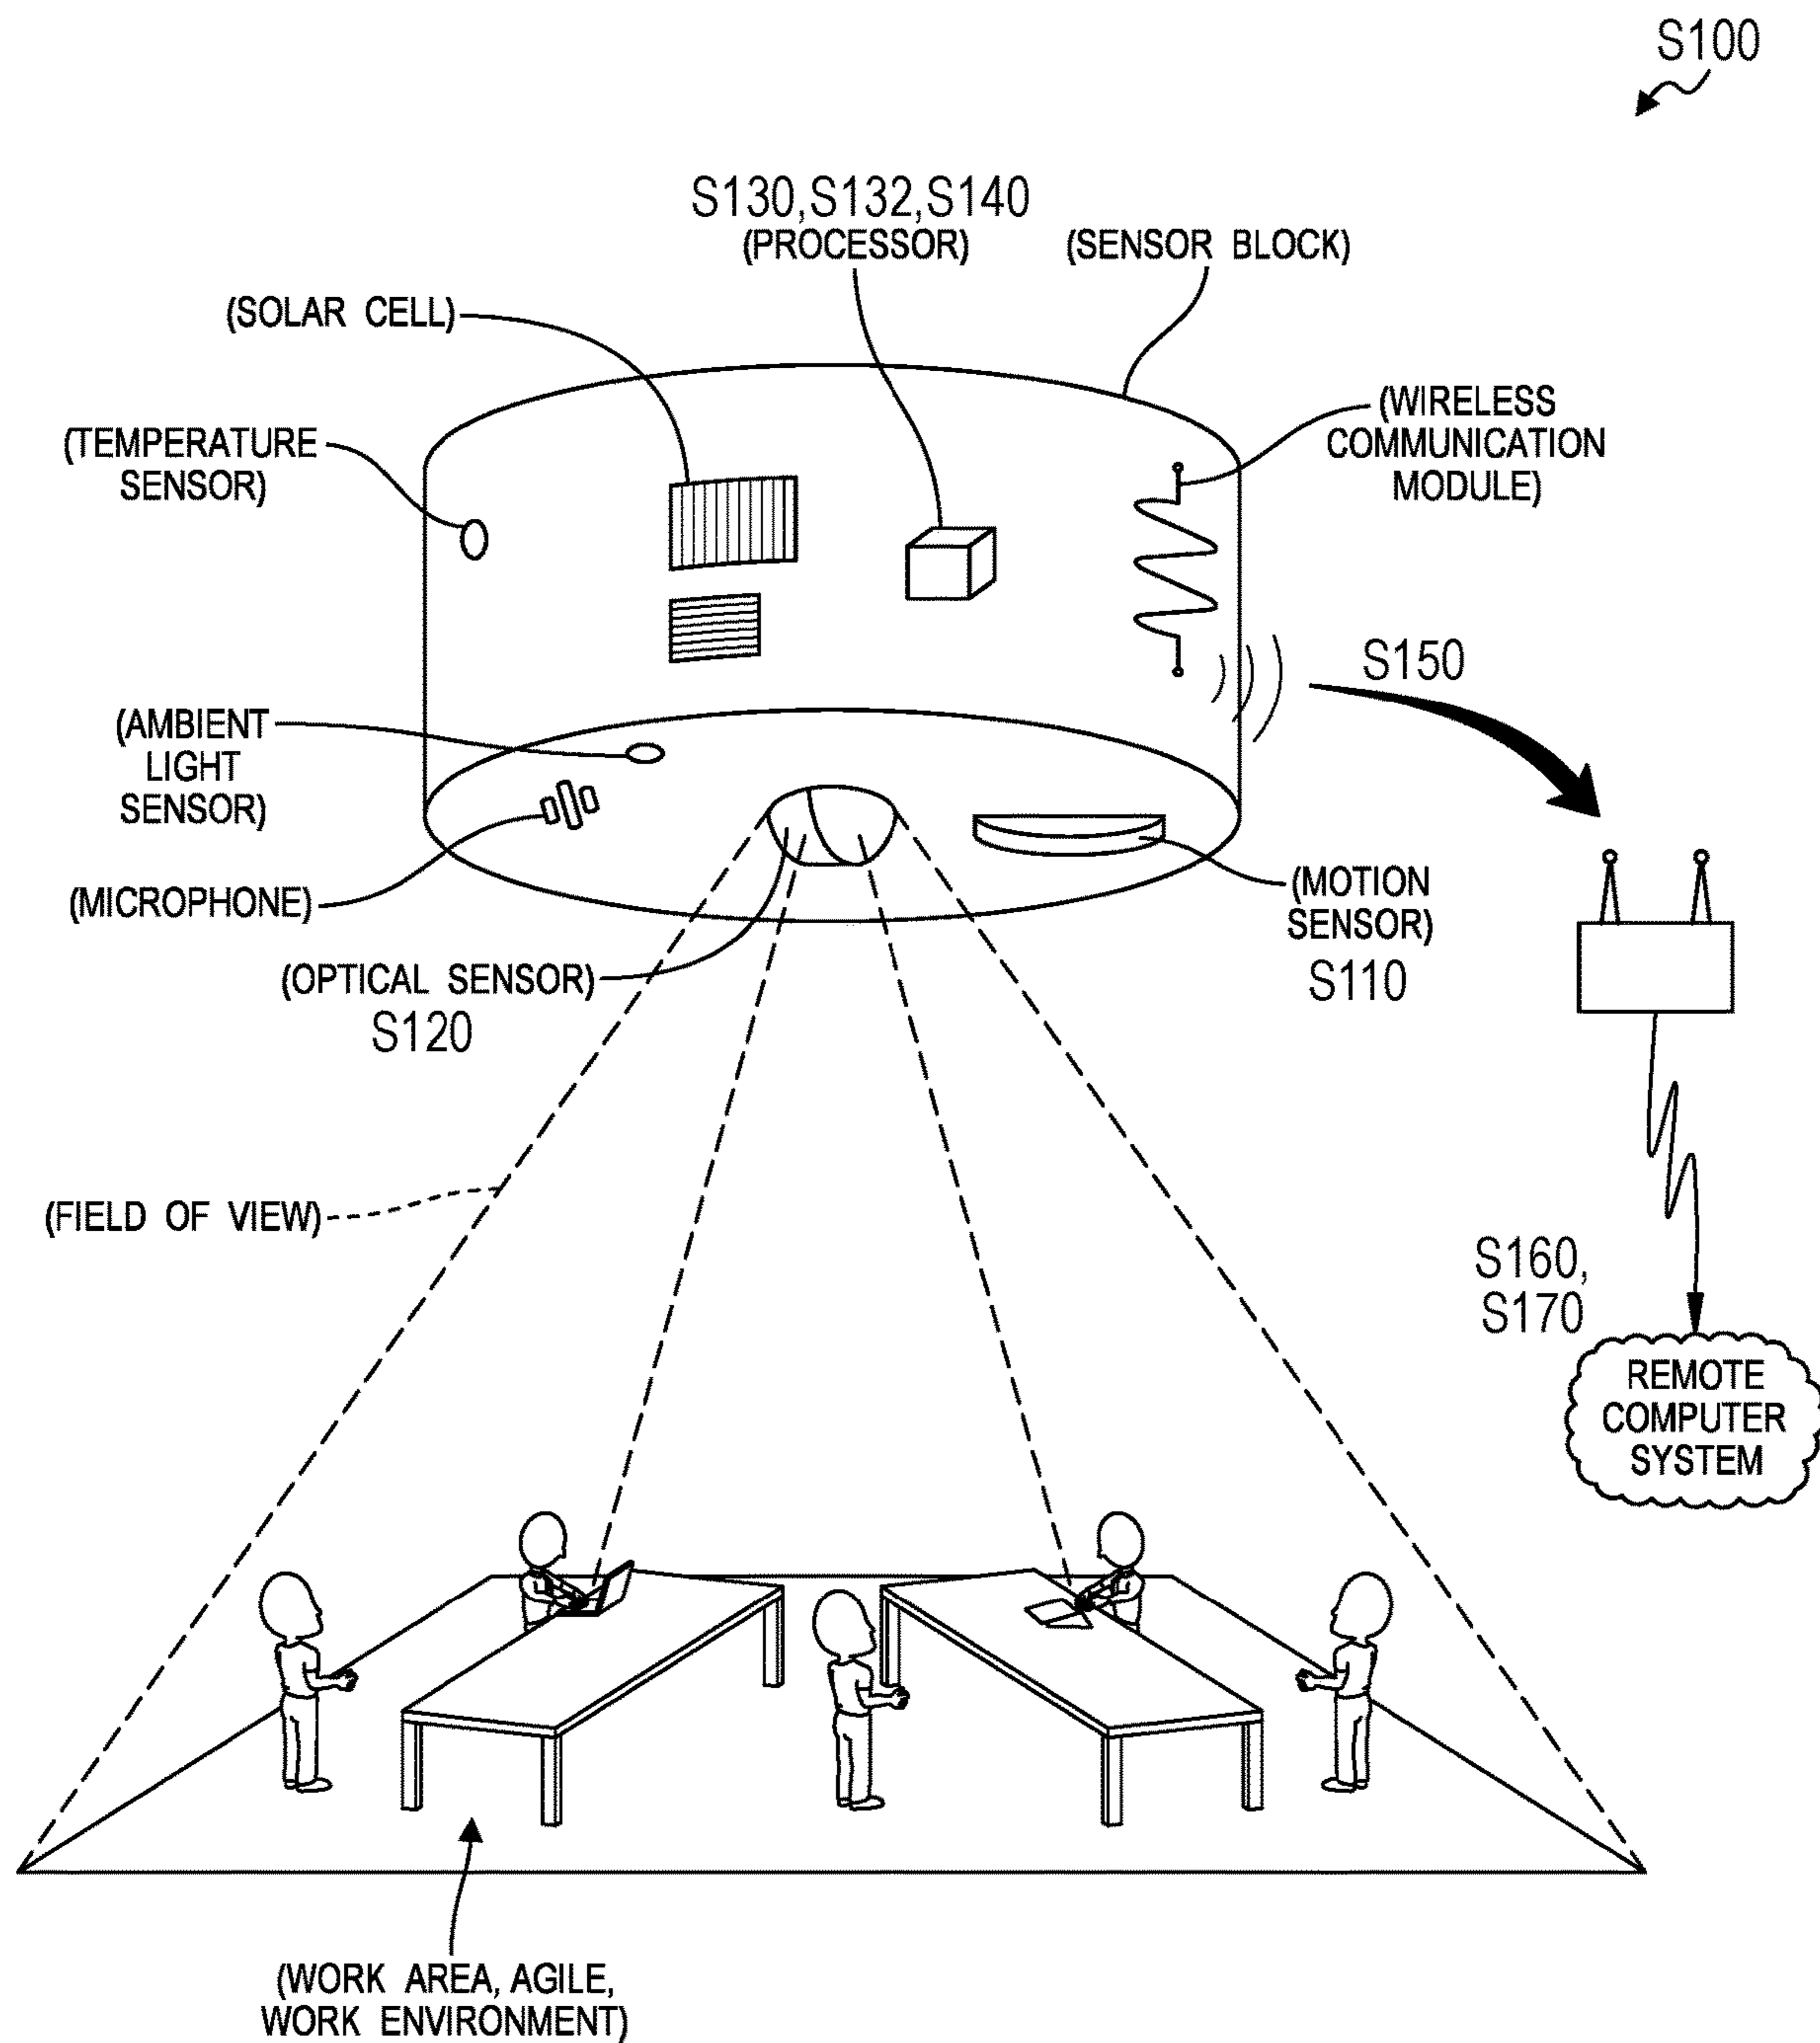 S100
S130, S132, S140
(PROCESSOR)
(SENSOR BLOCK)
(SOLAR CELL)
(WIRELESS
COMMUNICATION
MODULE)
(TEMPERATURE
SENSOR)
S150
(AMBIENT
LIGHT
SENSOR)
(MICROPHONE)
(MOTION
SENSOR)
S110
(OPTICAL SENSOR)
S120
(FIELD OF VIEW)
S160,
S170
REMOTE
COMPUTER
SYSTEM
(WORK AREA, AGILE,
WORK ENVIRONMENT)